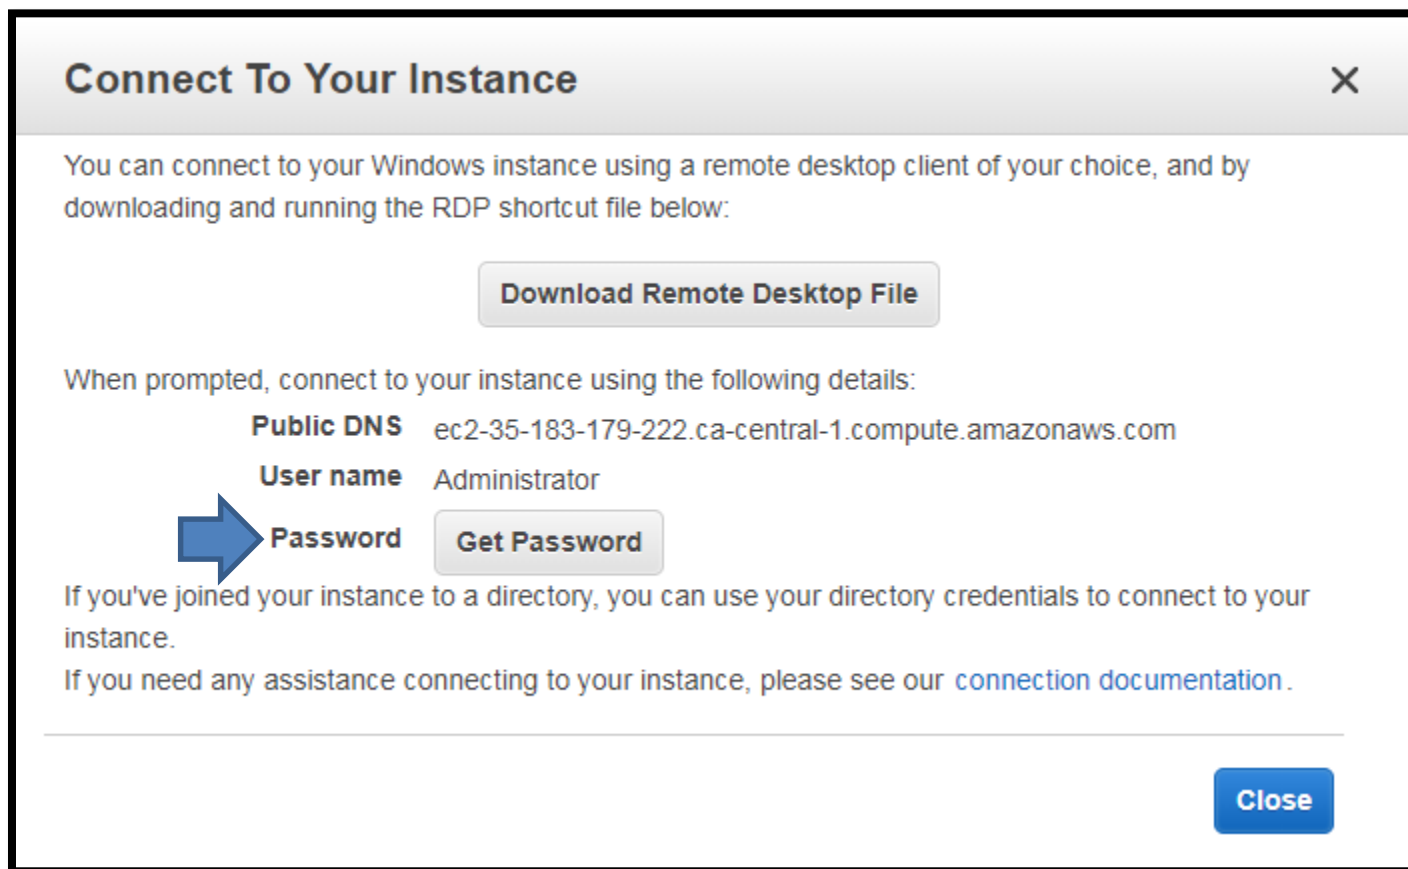 Connect To Your Instance
You can connect to your Windows instance using a remote desktop client of your choice, and by
downloading and running the RDP shortcut file below:
Download Remote Desktop File
When prompted, connect to your instance using the following details:
Public DNS ec2-35-183-179-222.ca-central-1.compute.amazonaws.com
User name Administrator
Password Get Password
If you've joined your instance to a directory, you can use your directory credentials to connect to your
instance.
If you need any assistance connecting to your instance, please see our connection documentation.
Close